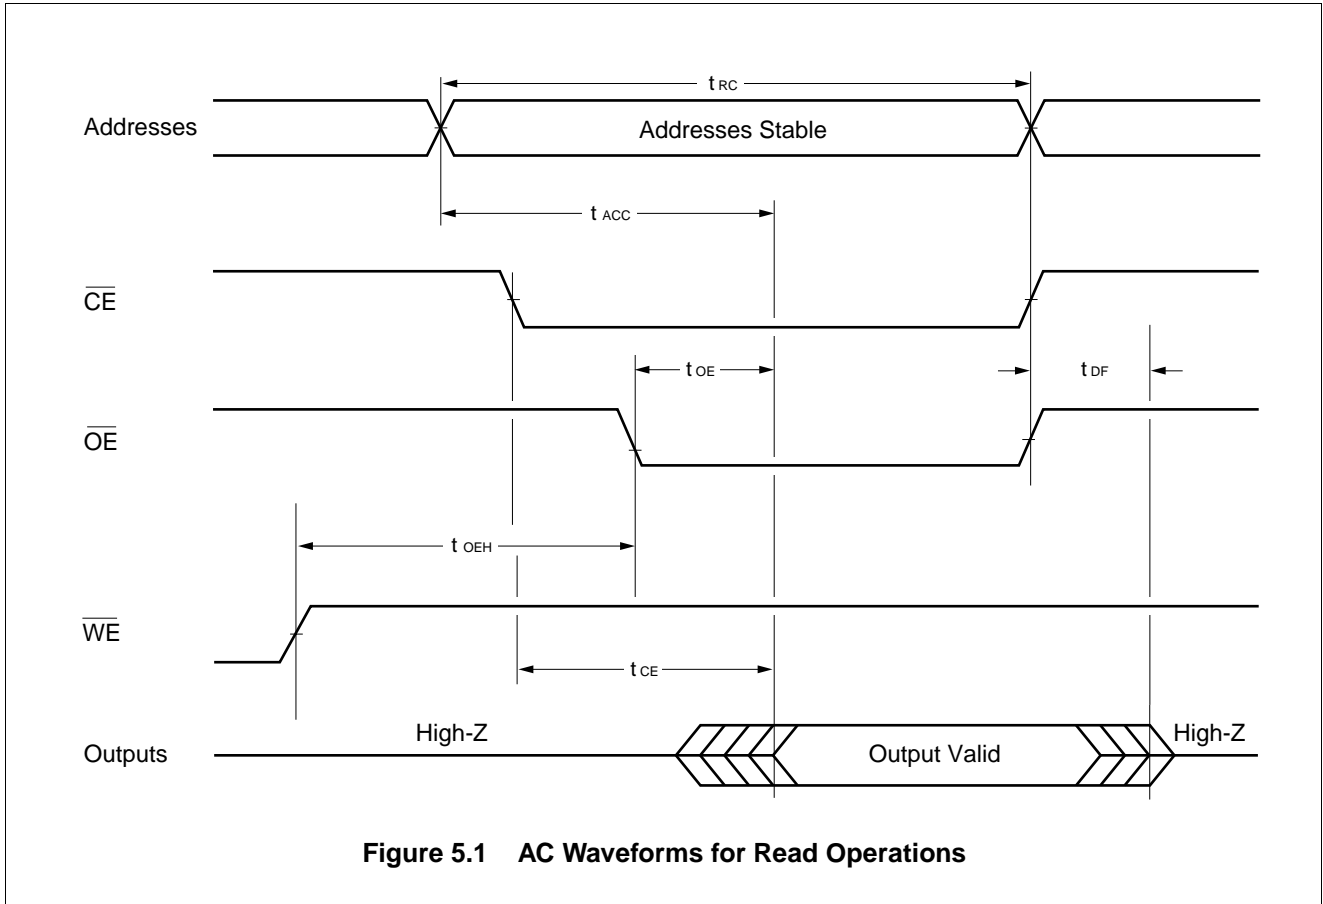 t RC
Addresses
Addresses Stable
t ACC
CE
t OE
t DF
OE
t OEH
WE
t CE
High-Z
High-Z
Outputs
Output Valid
Figure 5.1 AC Waveforms for Read Operations